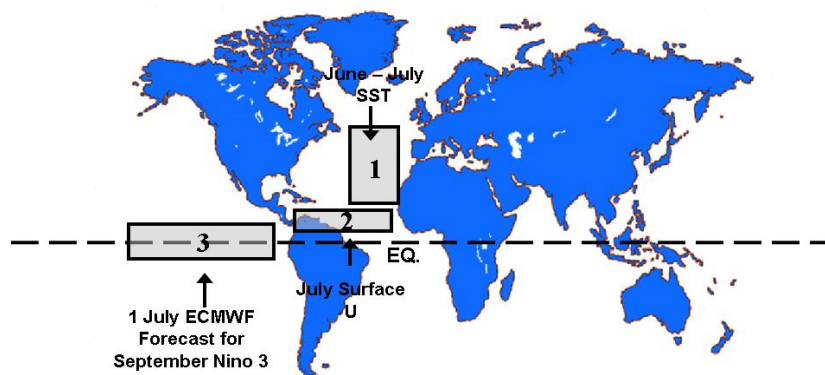 June – July
SST
1
2
3
EQ.
July Surface
U
1 July ECMWF
Forecast for
September Nino 3